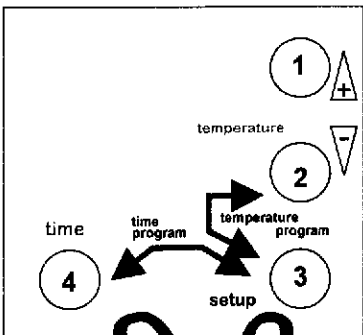 1
+
temperature
-
2
time
program
temperature
program
time
4
3
setup